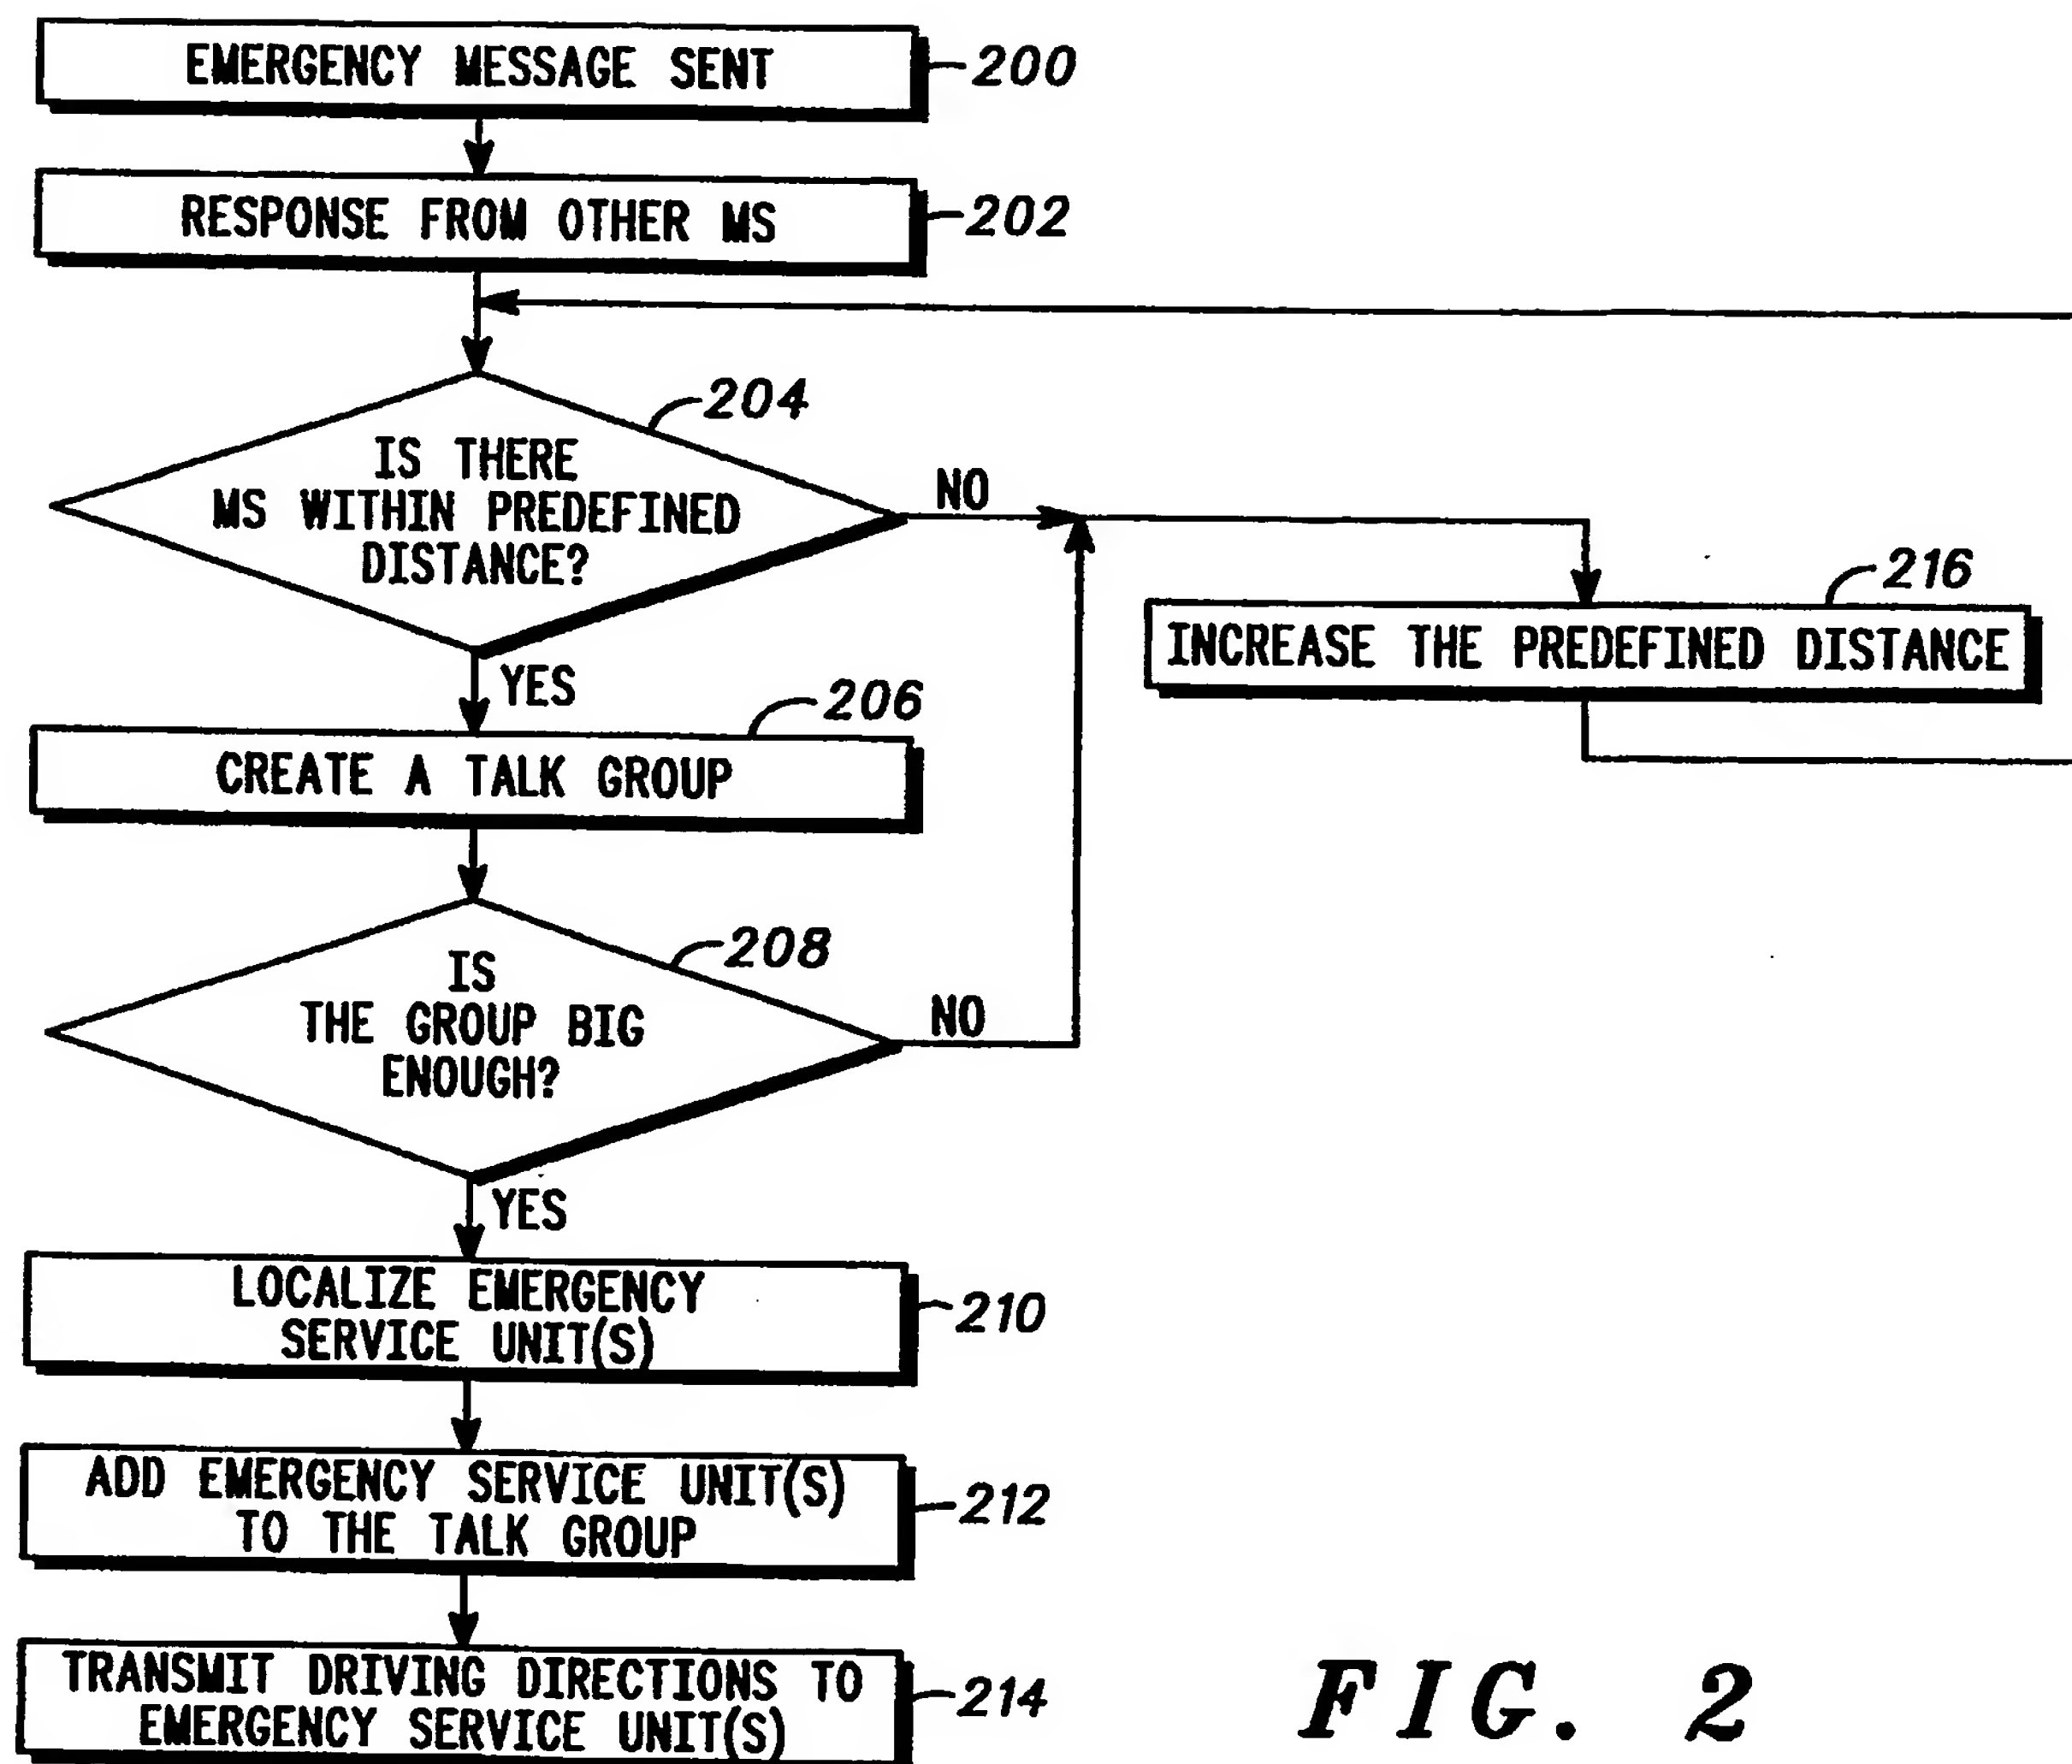 EMERGENCY MESSAGE SENT
200
RESPONSE FROM OTHER MS
202
204
IS THERE
MS WITHIN PREDEFINED
DISTANCE?
NO
216
INCREASE THE PREDEFINED DISTANCE
YES
206
CREATE A TALK GROUP
208
IS
THE GROUP BIG
ENOUGH?
NO
YES
LOCALIZE EMERGENCY
SERVICE UNIT(S)
210
ADD EMERGENCY SERVICE UNIT(S)
TO THE TALK GROUP
212
TRANSMIT DRIVING DIRECTIONS TO
EMERGENCY SERVICE UNIT(S)
214
FIG. 2